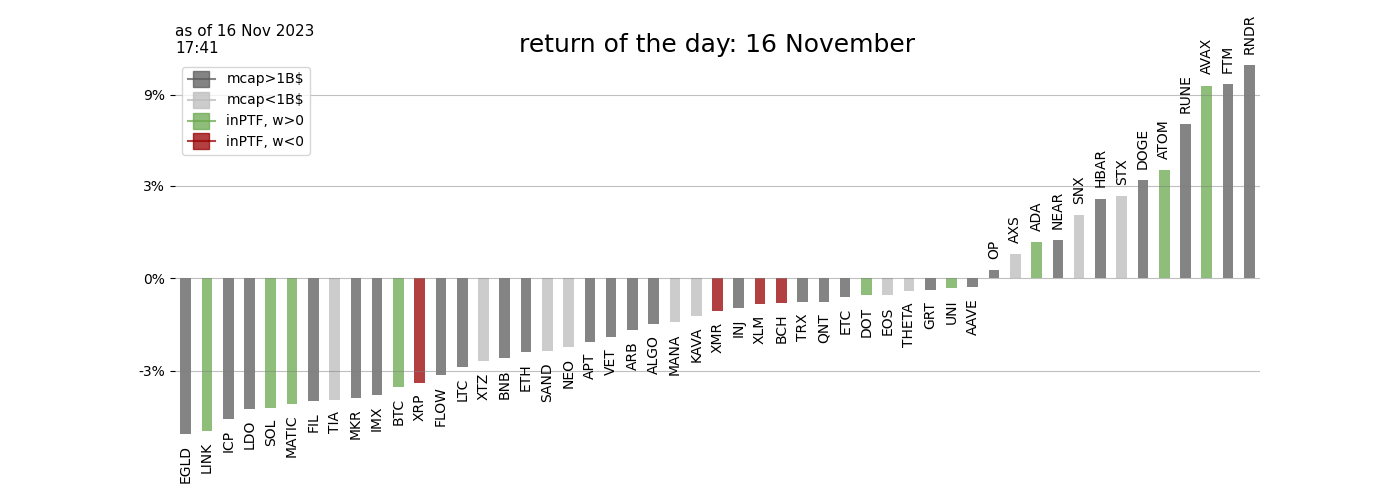 as of 16 Nov 2023
17:41
return of the day: 16 November
mcap>1B$
mcap<1B$
inPTF, w>0
inPTF, w<0
9%
3%
0%
-3%
EGLD
LINK
ICP
LDO
SOL
MATIC
FIL
TIA
MKR
IMX
BTC
XRP
FLOW
LTC
XTZ
BNB
ETH
SAND
NEO
APT
VET
ARB
ALGO
MANA
KAVA
XMR
INJ
XLM
BCH
TRX
QNT
ETC
DOT
EOS
THETA
GRT
UNI
AAVE
OP
AXS
ADA
NEAR
SNX
HBAR
STX
DOGE
ATOM
RUNE
AVAX
FTM
RNDR